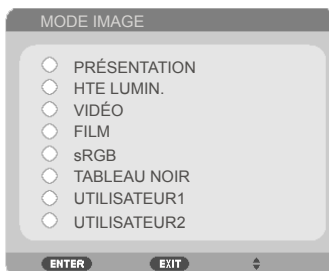 MODE IMAGE
PRÉSENTATION
HTE LUMIN.
VIDÉO
FILM
sRGB
TABLEAU NOIR
UTILISATEUR1
UTILISATEUR2
ENTER EXIT